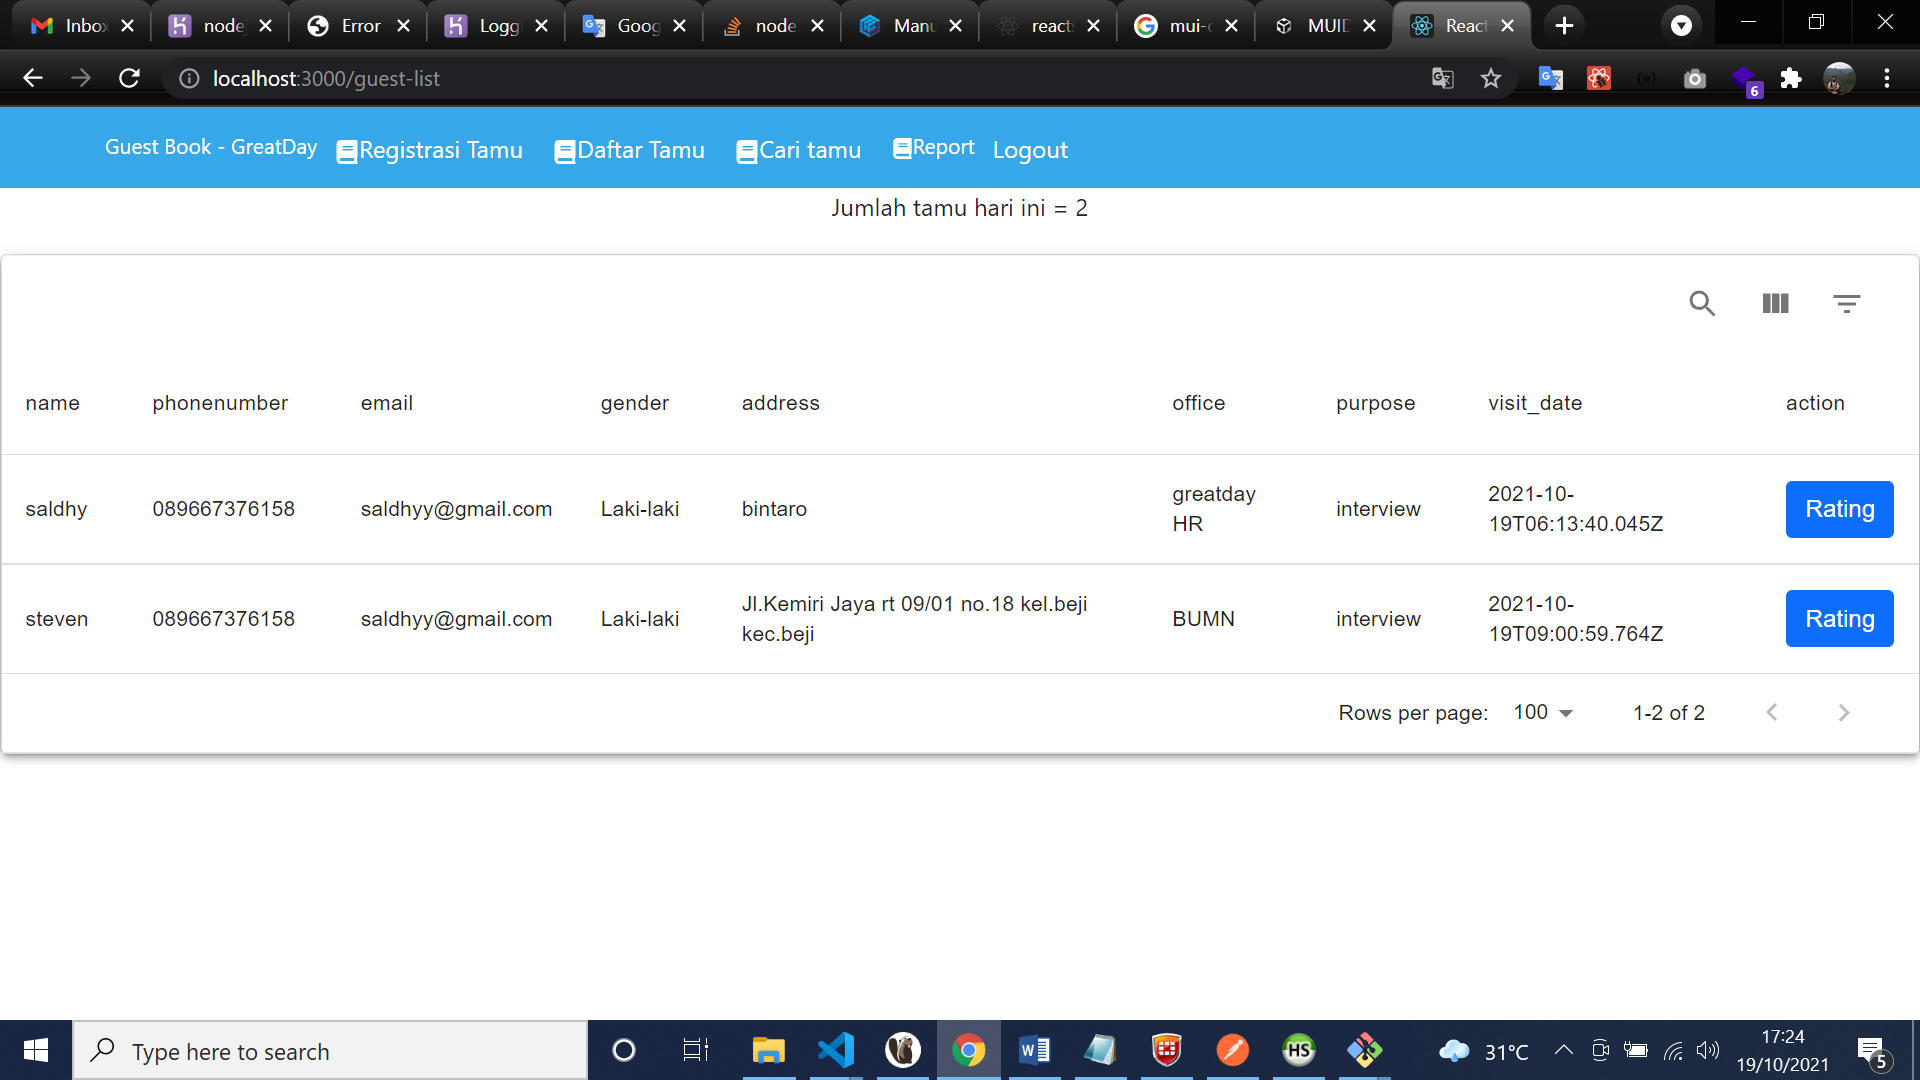 Inbox
node
Error
Loggi
Goog
node
Manu
reacts
mui-d
MUID
React
localhost:3000/guest-list
6
Guest Book - GreatDay Registrasi Tamu Daftar Tamu Cari tamu Report Logout
Jumlah tamu hari ini = 2
name phonenumber email gender address office purpose visit_date action
saldhy 089667376158 saldhyy@gmail.com Laki-laki bintaro greatday HR interview 2021-10-19T06:13:40.045Z Rating
steven 089667376158 saldhyy@gmail.com Laki-laki Jl.Kemiri Jaya rt 09/01 no.18 kel.beji kec.beji BUMN interview 2021-10-19T09:00:59.764Z Rating
Rows per page: 100 1-2 of 2
Type here to search
HS
31°C
17:24
19/10/2021
5